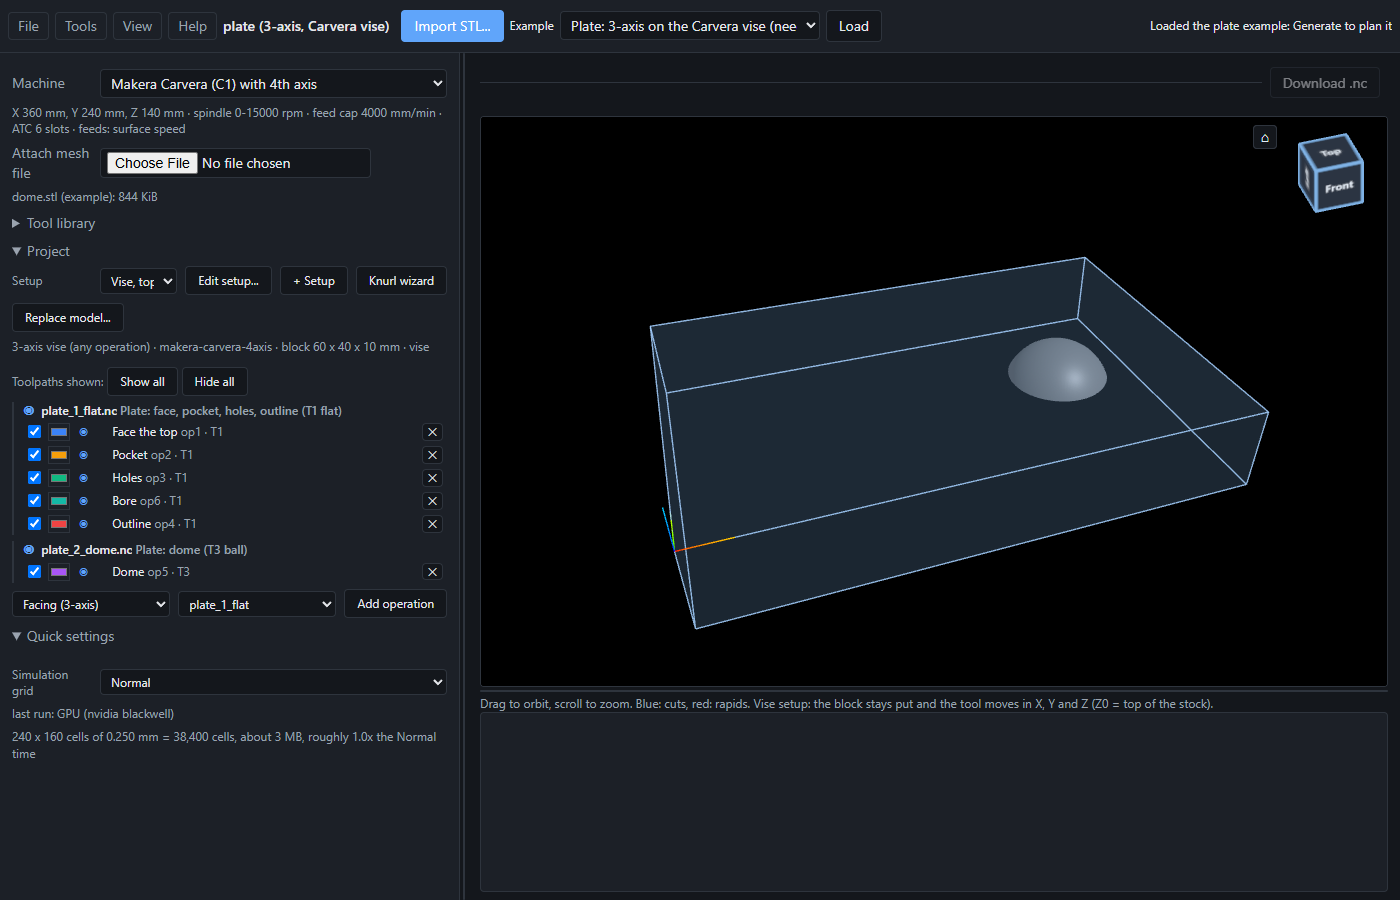 File Tools View Help plate (3-axis, Carvera vise) Import STL... Example Plate: 3-axis on the Carvera vise (nee Load Loaded the plate example: Generate to plan it
Machine Makera Carvera (C1) with 4th axis
X 360 mm, Y 240 mm, Z 140 mm · spindle 0-15000 rpm · feed cap 4000 mm/min ·
ATC 6 slots · feeds: surface speed
Attach mesh
file
Choose File No file chosen
dome.stl (example): 844 KiB
Tool library
Project
Setup Vise, top Edit setup... + Setup Knurl wizard
Replace model...
3-axis vise (any operation) · makera-carvera-4axis · block 60 x 40 x 10 mm · vise
Toolpaths shown: Show all Hide all
plate_1_flat.nc Plate: face, pocket, holes, outline (T1 flat)
Face the top op1 · T1
Pocket op2 · T1
Holes op3 · T1
Bore op6 · T1
Outline op4 · T1
plate_2_dome.nc Plate: dome (T3 ball)
Dome op5 · T3
Facing (3-axis) plate_1_flat Add operation
Quick settings
Simulation
grid
Normal
last run: GPU (nvidia blackwell)
240 x 160 cells of 0.250 mm = 38,400 cells, about 3 MB, roughly 1.0x the Normal
time
Download .nc
Top
Front
Drag to orbit, scroll to zoom. Blue: cuts, red: rapids. Vise setup: the block stays put and the tool moves in X, Y and Z (Z0 = top of the stock).